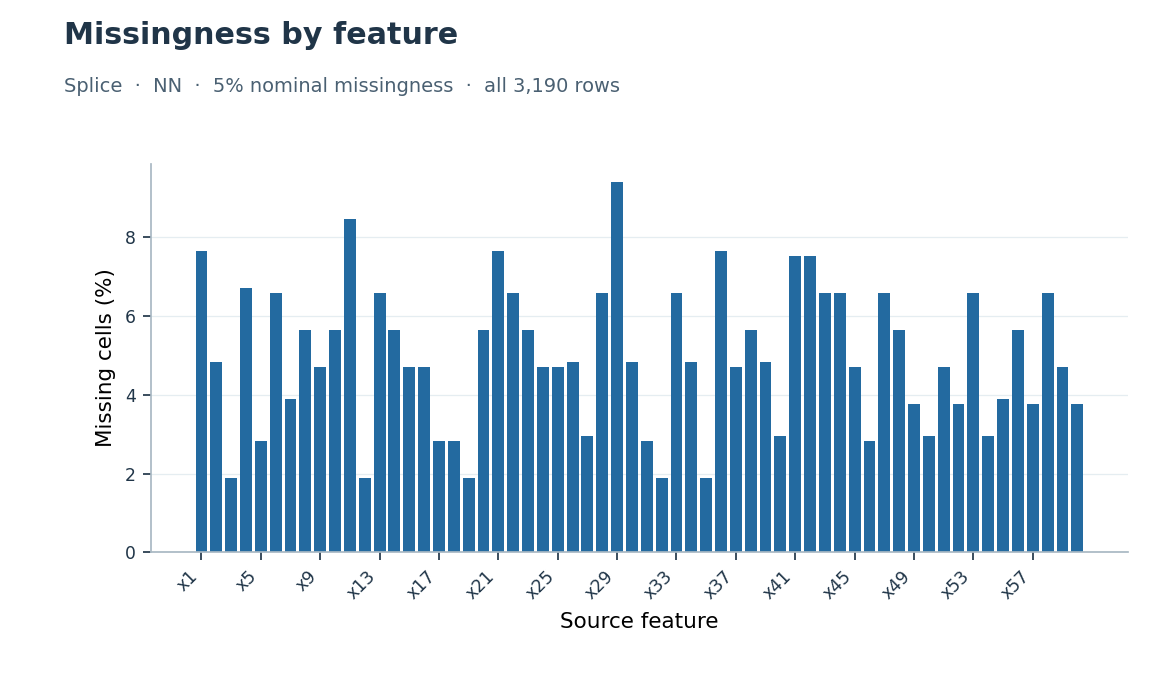 Missingness by feature
Splice · NN · 5% nominal missingness · all 3,190 rows
Missing cells (%)
8
6
4
2
0
x1 x5 x9 x13 x17 x21 x25 x29 x33 x37 x41 x45 x49 x53 x57
Source feature